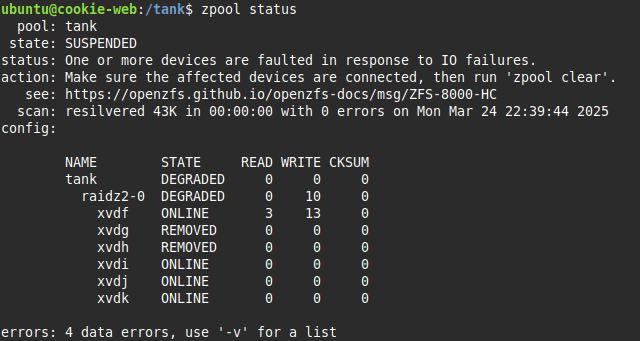 ubuntu@cookie-web:/tank$ zpool status
  pool: tank
 state: SUSPENDED
status: One or more devices are faulted in response to IO failures.
action: Make sure the affected devices are connected, then run 'zpool clear'.
   see: https://openzfs.github.io/openzfs-docs/msg/ZFS-8000-HC
  scan: resilvered 43K in 00:00:00 with 0 errors on Mon Mar 24 22:39:44 2025
config:

        NAME        STATE     READ WRITE CKSUM
        tank        DEGRADED     0     0     0
          raidz2-0  DEGRADED     0    10     0
            xvdf    ONLINE       3    13     0
            xvdg    REMOVED      0     0     0
            xvdh    REMOVED      0     0     0
            xvdi    ONLINE       0     0     0
            xvdj    ONLINE       0     0     0
            xvdk    ONLINE       0     0     0

errors: 4 data errors, use '-v' for a list